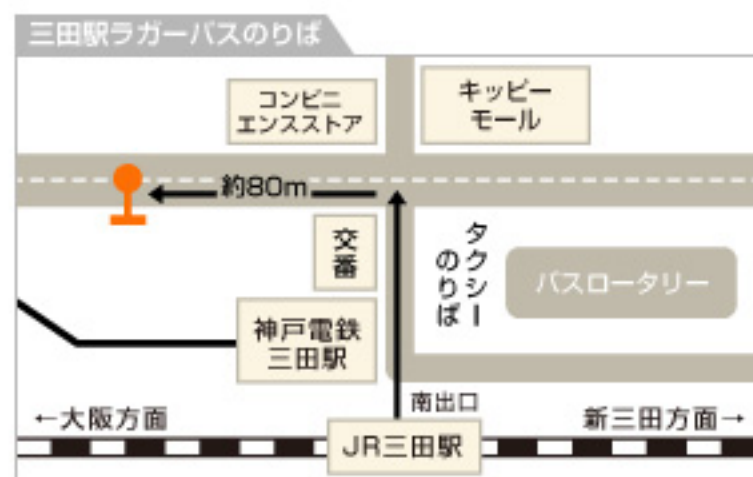 三田駅ラガーバスのりば
コンビニ
エンスストア
キッピー
モール
約80m
交番
タクシー
のりば
バスロータリー
神戸電鉄
三田駅
南出口
←大阪方面
新三田方面→
JR三田駅